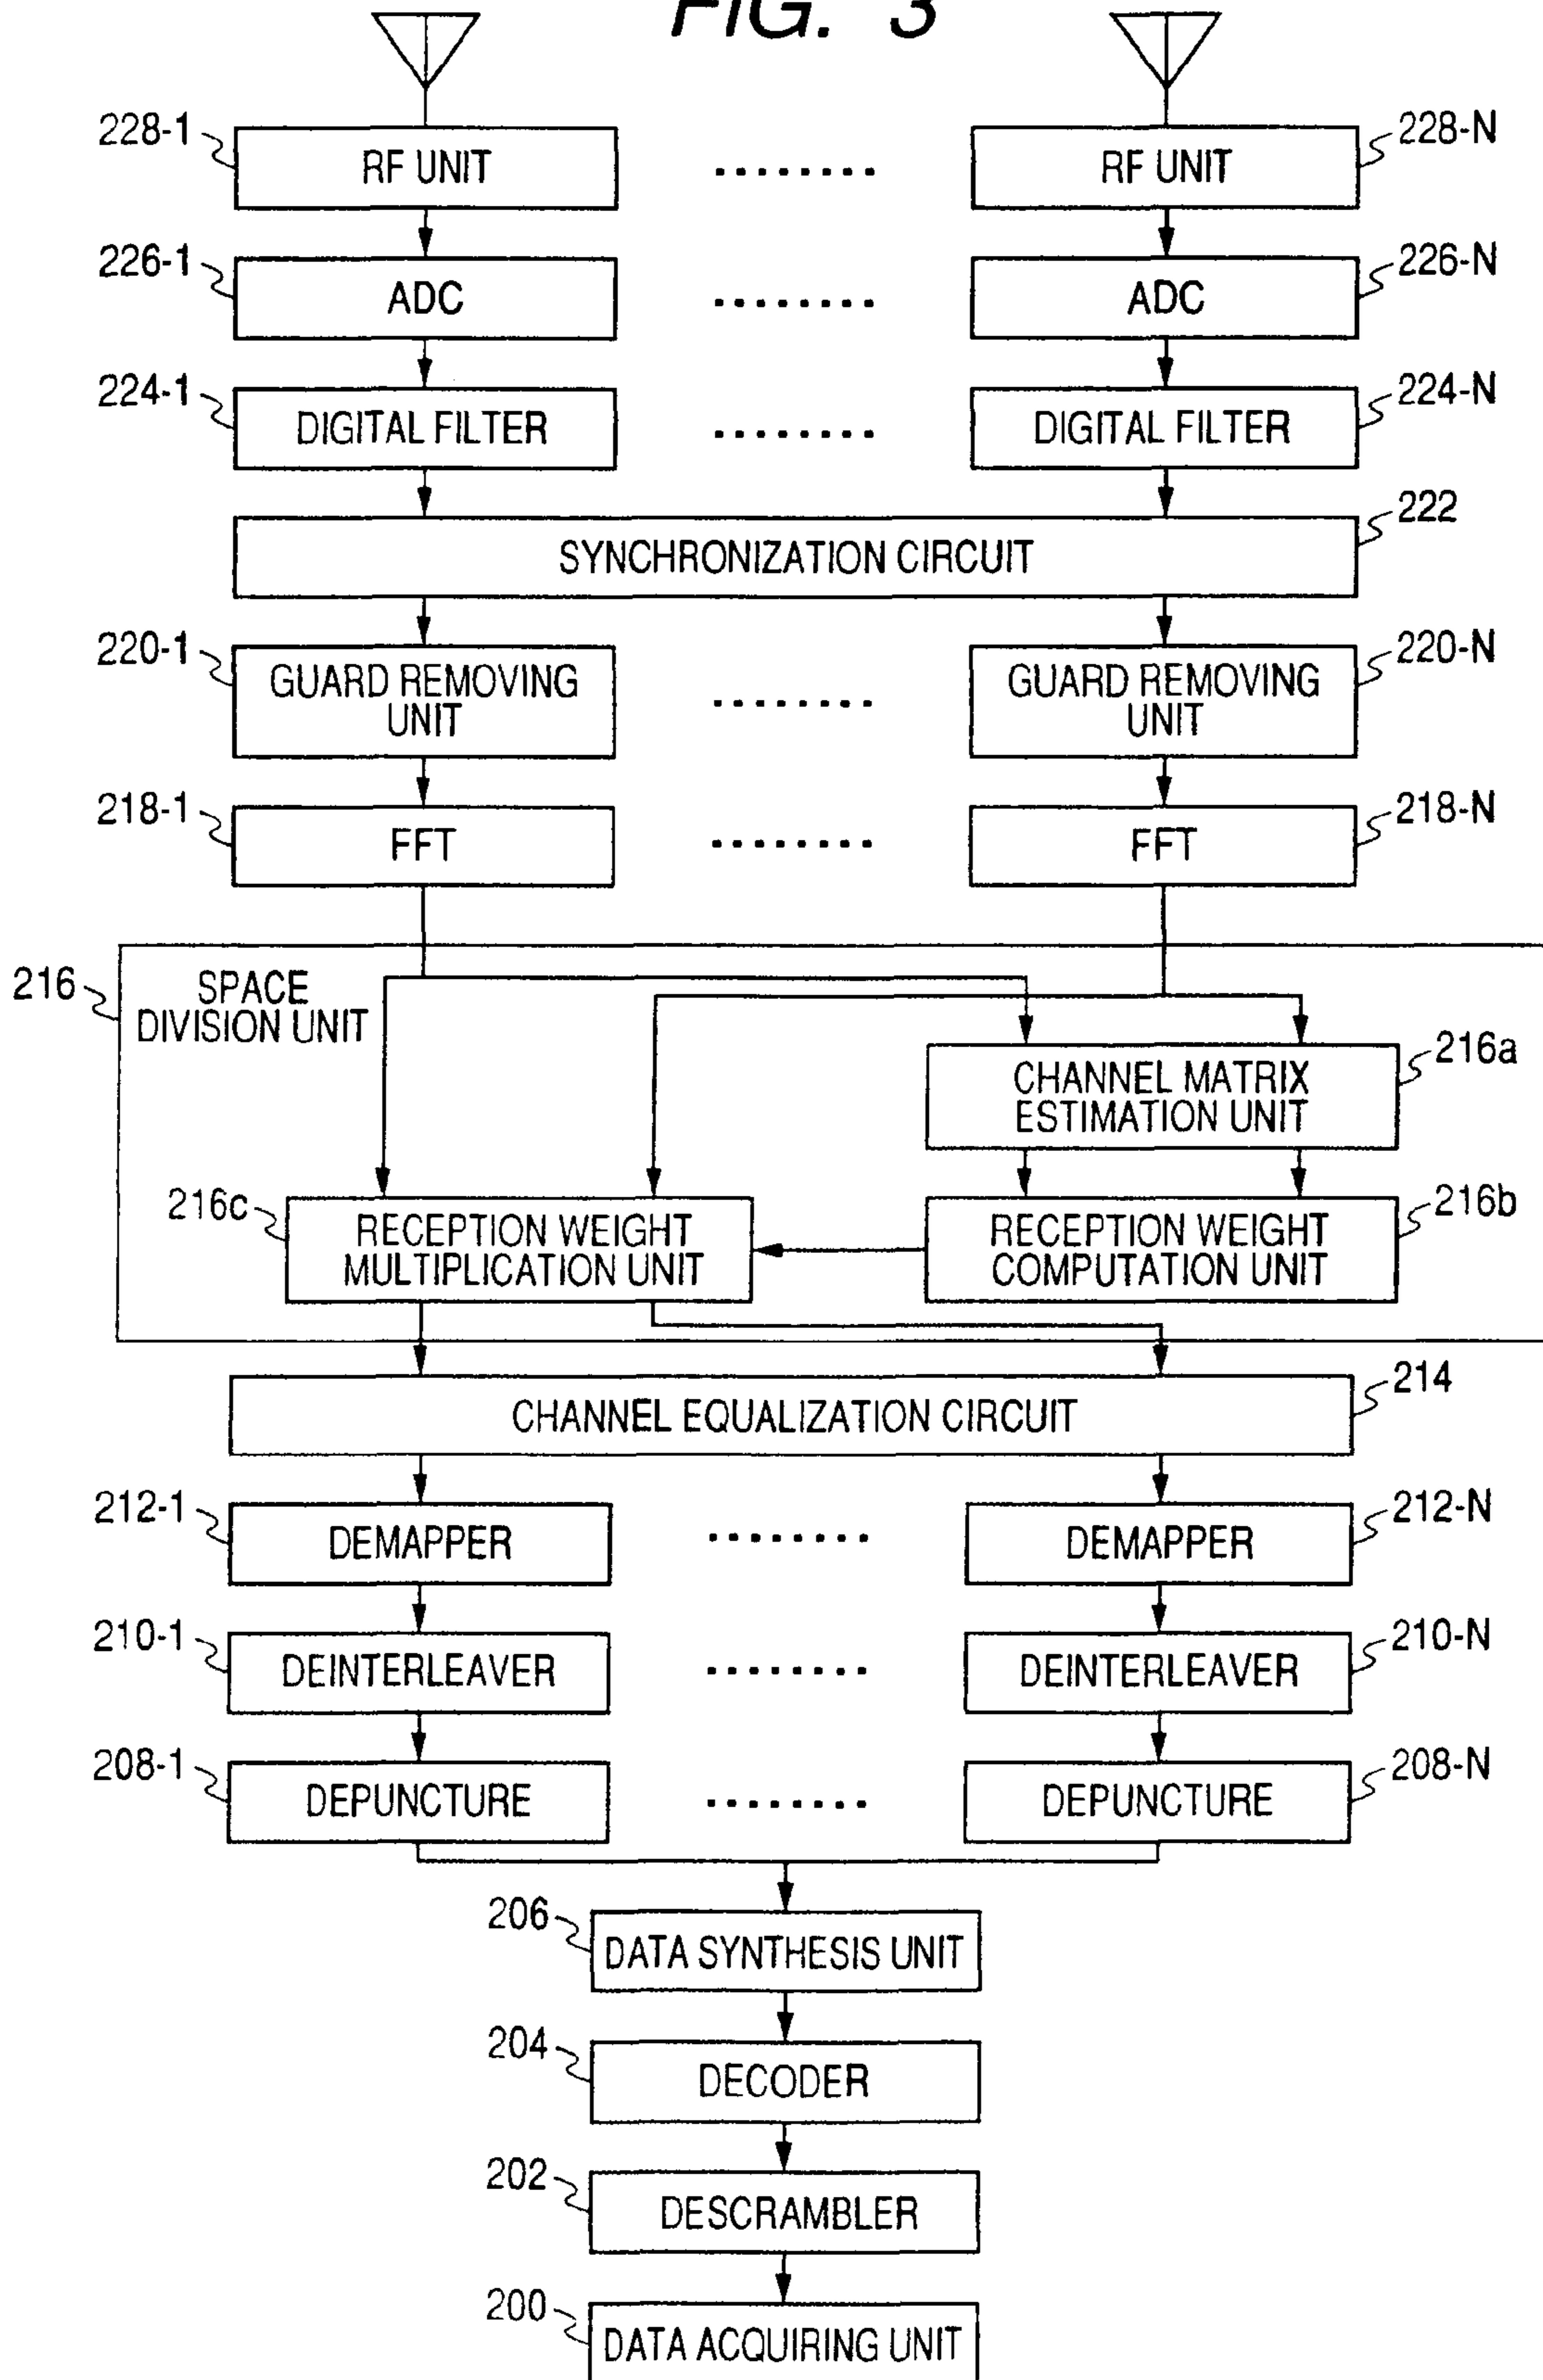 FIG. 3
228-1
RF UNIT
........
RF UNIT
228-N
226-1
ADC
........
ADC
226-N
224-1
DIGITAL FILTER
........
DIGITAL FILTER
224-N
SYNCHRONIZATION CIRCUIT
222
220-1
GUARD REMOVING
UNIT
........
GUARD REMOVING
UNIT
220-N
218-1
FFT
........
FFT
218-N
216
SPACE
DIVISION UNIT
CHANNEL MATRIX
ESTIMATION UNIT
216a
216c
RECEPTION WEIGHT
MULTIPLICATION UNIT
RECEPTION WEIGHT
COMPUTATION UNIT
216b
CHANNEL EQUALIZATION CIRCUIT
214
212-1
DEMAPPER
........
DEMAPPER
212-N
210-1
DEINTERLEAVER
........
DEINTERLEAVER
210-N
208-1
DEPUNCTURE
........
DEPUNCTURE
208-N
206
DATA SYNTHESIS UNIT
204
DECODER
202
DESCRAMBLER
200
DATA ACQUIRING UNIT